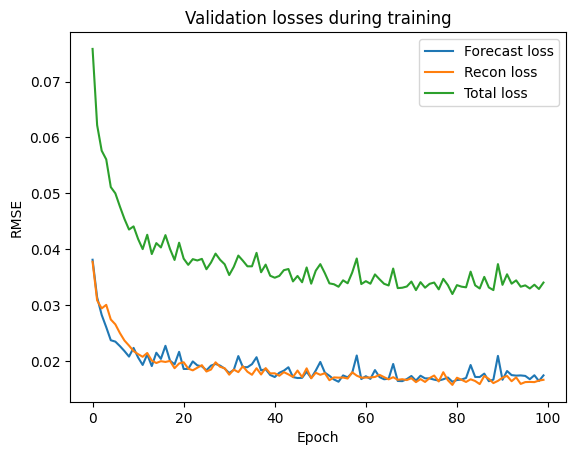 Validation losses during training
Forecast loss
Recon loss
Total loss
0.07
0.06
0.05
0.04
0.03
0.02
RMSE
0 20 40 60 80 100
Epoch